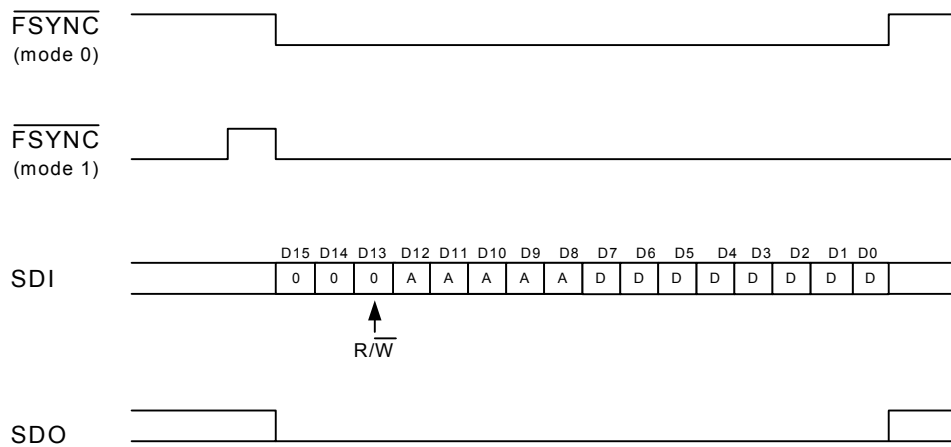 FSYNC
(mode 0)
FSYNC
(mode 1)
D15 D14 D13 D12 D11 D10 D9 D8 D7 D6 D5 D4 D3 D2 D1 D0
SDI
0 0 0 A A A A A D D D D D D D D
R/W
SDO